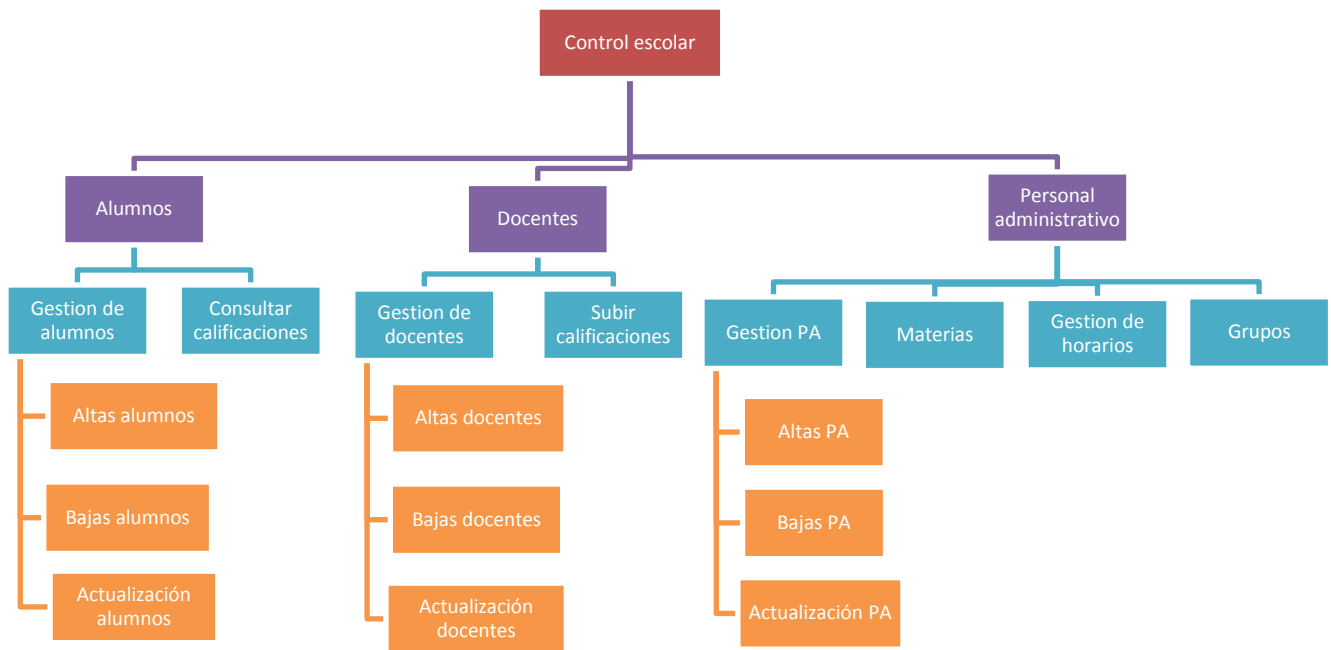 Control escolar
Alumnos
Docentes
Personal
administrativo
Gestion de
alumnos
Consultar
calificaciones
Gestion de
docentes
Subir
calificaciones
Gestion PA
Materias
Gestion de
horarios
Grupos
Altas alumnos
Altas docentes
Altas PA
Bajas alumnos
Bajas docentes
Bajas PA
Actualización
alumnos
Actualización
docentes
Actualización PA